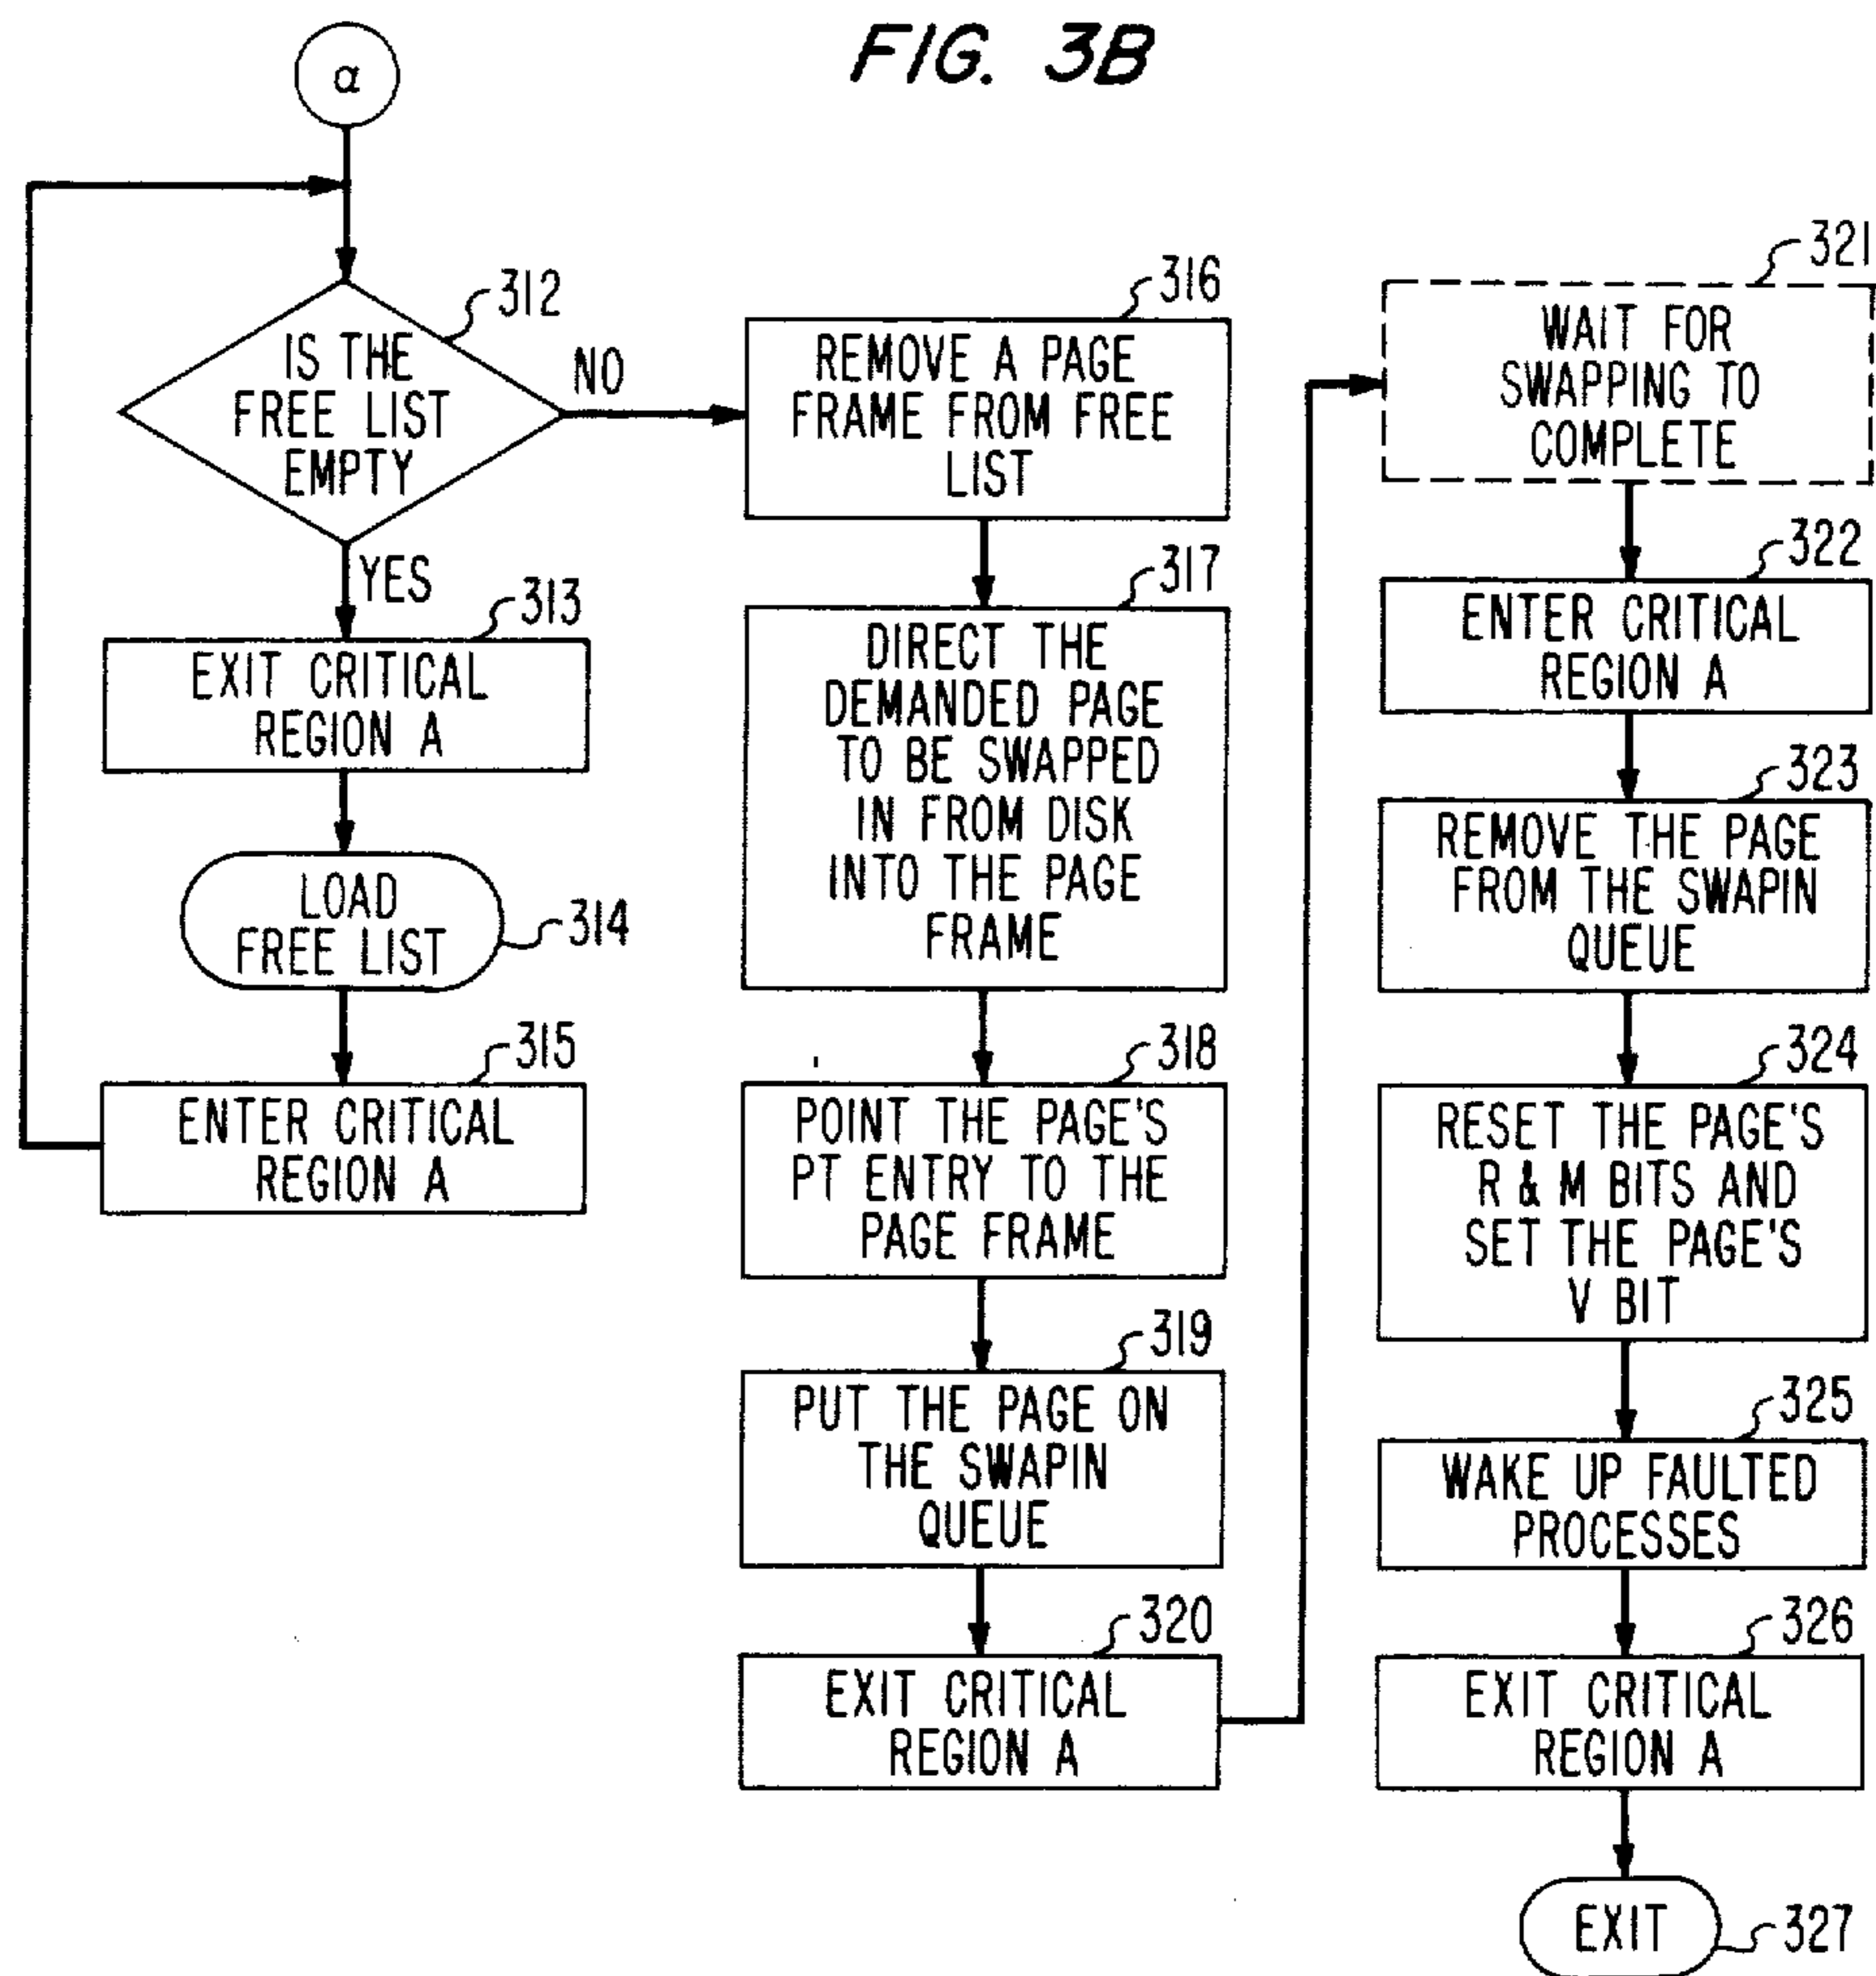 FIG. 3B
α
312
IS THE
FREE LIST
EMPTY
NO
YES
313
EXIT CRITICAL
REGION A
LOAD
FREE LIST
314
315
ENTER CRITICAL
REGION A
316
REMOVE A PAGE
FRAME FROM FREE
LIST
317
DIRECT THE
DEMANDED PAGE
TO BE SWAPPED
IN FROM DISK
INTO THE PAGE
FRAME
318
POINT THE PAGE'S
PT ENTRY TO THE
PAGE FRAME
319
PUT THE PAGE ON
THE SWAPIN
QUEUE
320
EXIT CRITICAL
REGION A
321
WAIT FOR
SWAPPING TO
COMPLETE
322
ENTER CRITICAL
REGION A
323
REMOVE THE PAGE
FROM THE SWAPIN
QUEUE
324
RESET THE PAGE'S
R & M BITS AND
SET THE PAGE'S
V BIT
325
WAKE UP FAULTED
PROCESSES
326
EXIT CRITICAL
REGION A
EXIT
327